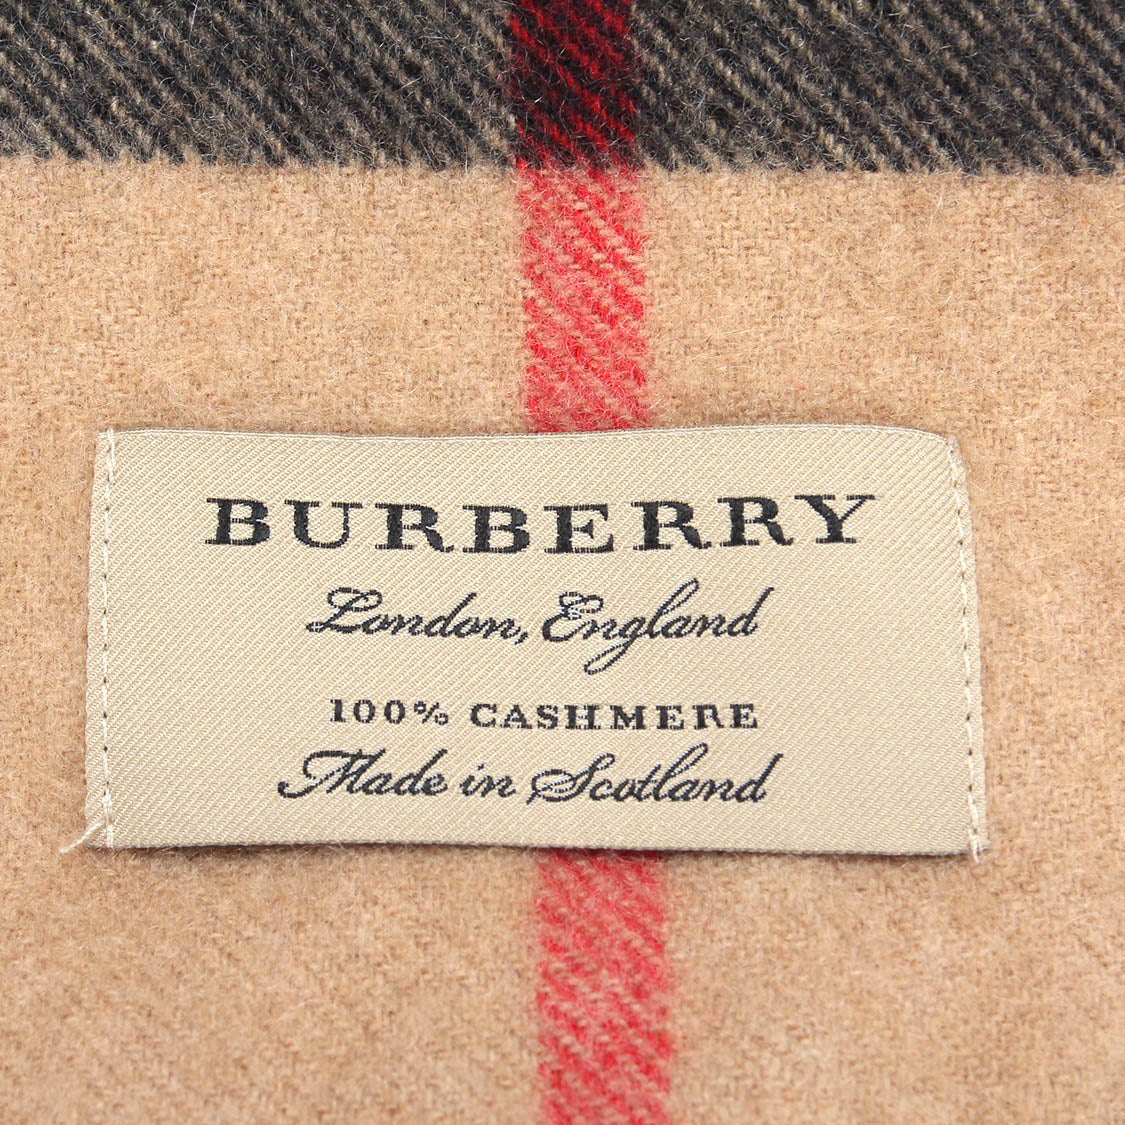 BURBERRY
London, England
100% CASHMERE
Made in Scotland